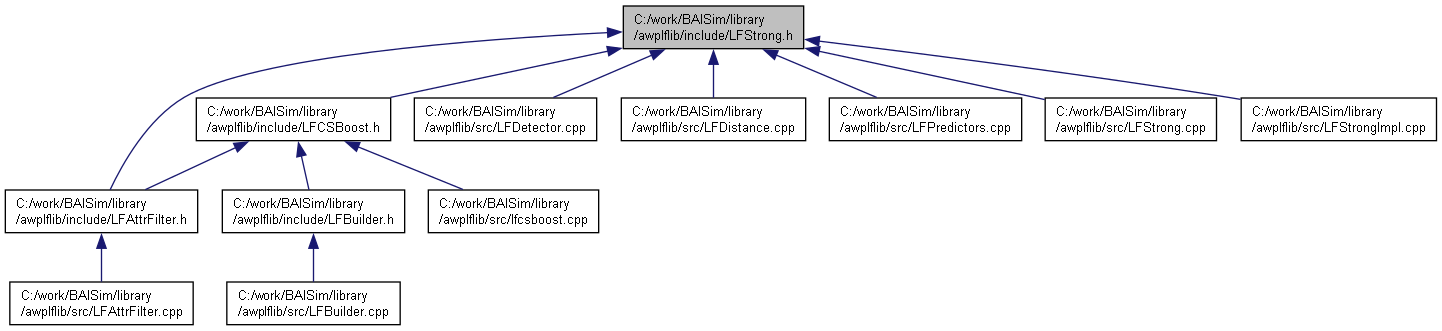 C:/work/BAISim/library
/awplflib/include/LFStrong.h
C:/work/BAISim/library
/awplflib/include/LFCSBoost.h
C:/work/BAISim/library
/awplflib/src/LFDetector.cpp
C:/work/BAISim/library
/awplflib/src/LFDistance.cpp
C:/work/BAISim/library
/awplflib/src/LFPredictors.cpp
C:/work/BAISim/library
/awplflib/src/LFStrong.cpp
C:/work/BAISim/library
/awplflib/src/LFStrongImpl.cpp
C:/work/BAISim/library
/awplflib/include/LFAttrFilter.h
C:/work/BAISim/library
/awplflib/include/LFBuilder.h
C:/work/BAISim/library
/awplflib/src/lfcsboost.cpp
C:/work/BAISim/library
/awplflib/src/LFAttrFilter.cpp
C:/work/BAISim/library
/awplflib/src/LFBuilder.cpp